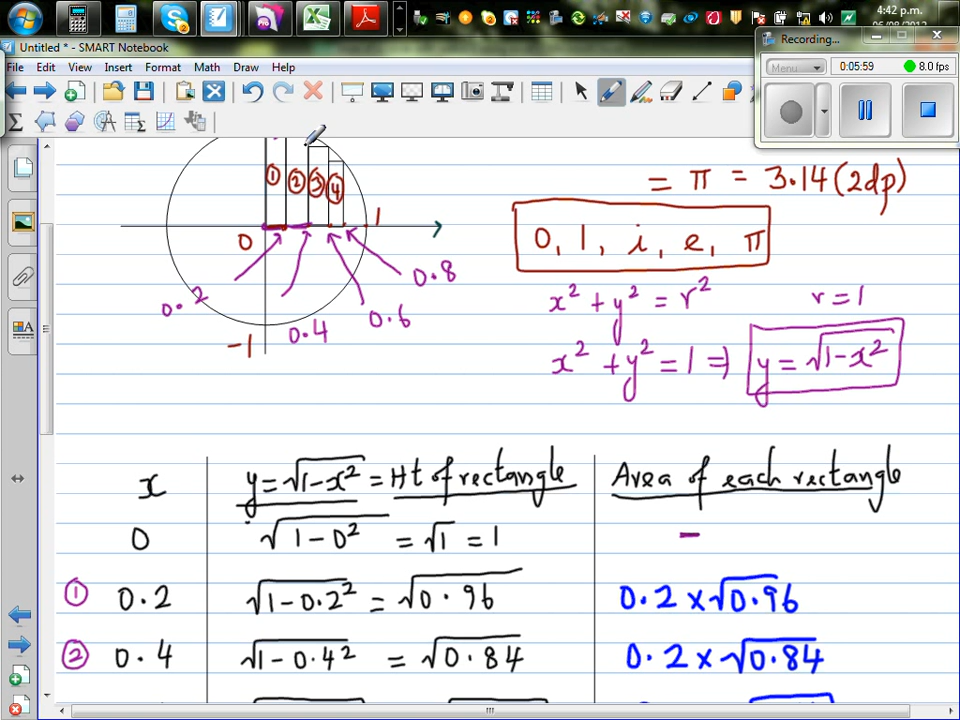 4:42 p.m.
06/08/2012
Untitled * - SMART Notebook
Recording...
File Edit View Insert Format Math Draw Help
Menu
0:05:59
8.0 fps
① ② ③ ④
= π = 3.14 (2dp)
0 1
0, 1, i, e, π
0.2 0.4 0.6 0.8
-1
x² + y² = r² r = 1
x² + y² = 1 ⇒ y = √1-x²
x y = √1-x² = Ht of rectangle Area of each rectangle
0 √1-0² = √1 = 1 -
① 0.2 √1-0.2² = √0.96 0.2 x √0.96
② 0.4 √1-0.4² = √0.84 0.2 x √0.84